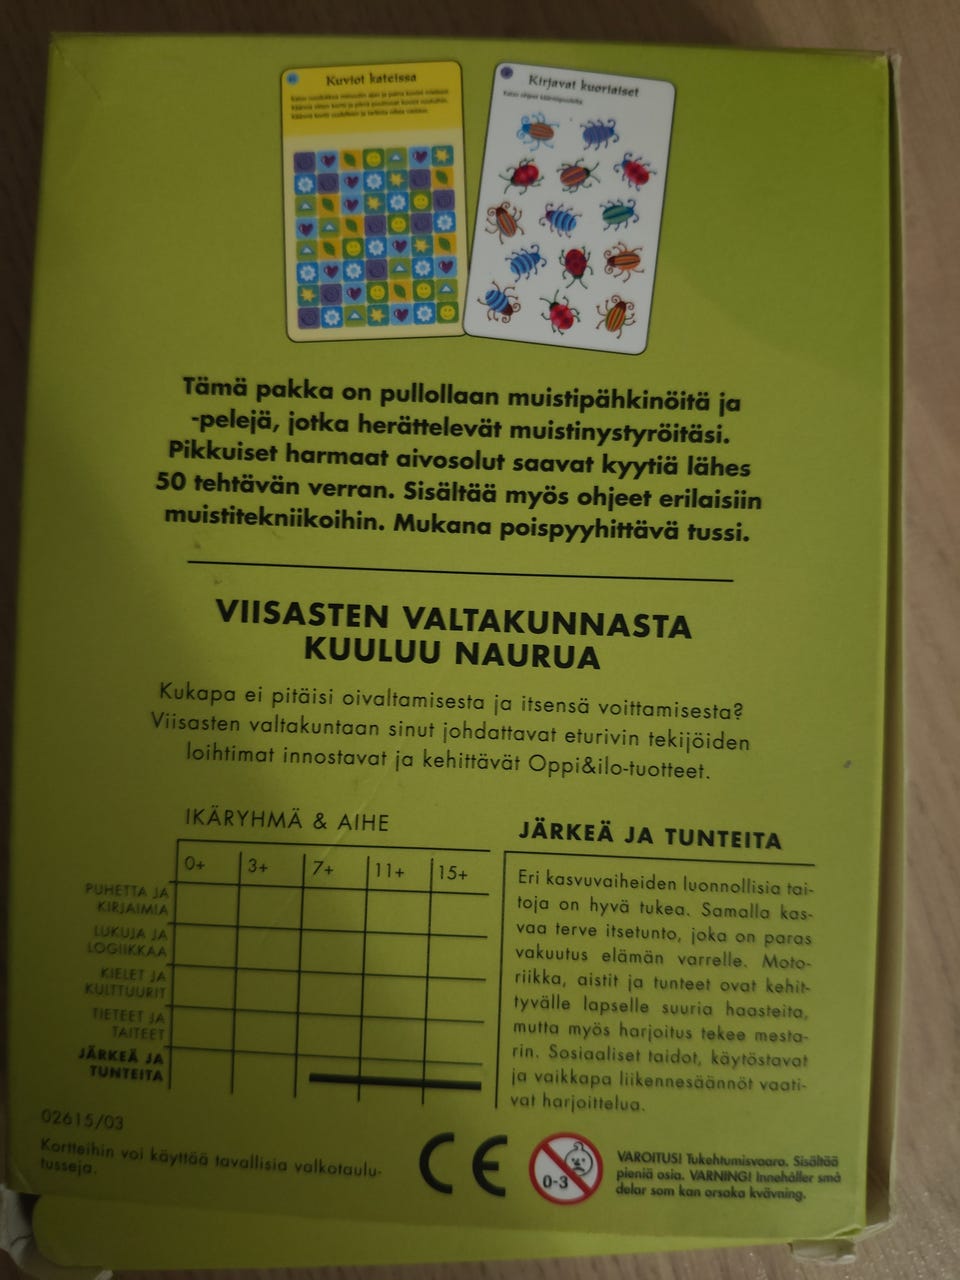 Kuviot kateissa
Kirjavat kuoriaiset
Tämä pakka on pullollaan muistipähkinöitä ja
-pelejä, jotka herättelevät muistinystyröitäsi.
Pikkuiset harmaat aivosolut saavat kyytiä lähes
50 tehtävän verran. Sisältää myös ohjeet erilaisiin
muistitekniikoihin. Mukana poispyyhittävä tussi.
VIISASTEN VALTAKUNNASTA
KUULUU NAURUA
Kukapa ei pitäisi oivaltamisesta ja itsensä voittamisesta?
Viisasten valtakuntaan sinut johdattavat eturivin tekijöiden
loihtimat innostavat ja kehittävät Oppi&ilo-tuotteet.
IKÄRYHMÄ & AIHE
0+ 3+ 7+ 11+ 15+
PUHETTA JA
KIRJAIMIA
LUKUJA JA
LOGIIKKAA
KIELET JA
KULTTUURIT
TIETEET JA
TAITEET
JÄRKEÄ JA
TUNTEITA
JÄRKEÄ JA TUNTEITA
Eri kasvuvaiheiden luonnollisia tai-
toja on hyvä tukea. Samalla kas-
vaa terve itsetunto, joka on paras
vakuutus elämän varrelle. Moto-
riikka, aistit ja tunteet ovat kehit-
tyvälle lapselle suuria haasteita,
mutta myös harjoitus tekee mesta-
rin. Sosiaaliset taidot, käytöstavat
ja vaikkapa liikennesäännöt vaati-
vat harjoittelua.
02615/03
Kortteihin voi käyttää tavallisia valkotaulu-
tusseja.
CE
0-3
VAROITUS! Tukehtumisvaara. Sisältää
pieniä osia. VARNING! Innehåller små
delar som kan orsaka kvävning.